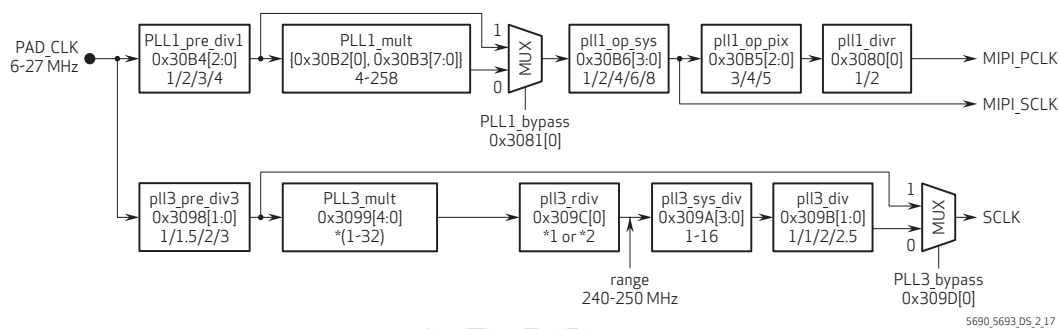 PAD_CLK
6-27 MHz
PLL1_pre_div1
0x30B4[2:0]
1/2/3/4
PLL1_mult
{0x30B2[0], 0x30B3[7:0]}
4-258
1
0
MUX
PLL1_bypass
0x3081[0]
pll1_op_sys
0x30B6[3:0]
1/2/4/6/8
pll1_op_pix
0x30B5[2:0]
3/4/5
pll1_divr
0x3080[0]
1/2
MIPI_PCLK
MIPI_SCLK
pll3_pre_div3
0x3098[1:0]
1/1.5/2/3
PLL3_mult
0x3099[4:0]
*(1-32)
pll3_rdiv
0x309C[0]
*1 or *2
range
240-250 MHz
pll3_sys_div
0x309A[3:0]
1-16
pll3_div
0x309B[1:0]
1/1/2/2.5
1
0
MUX
SCLK
PLL3_bypass
0x309D[0]
5690_5693_DS_2_17